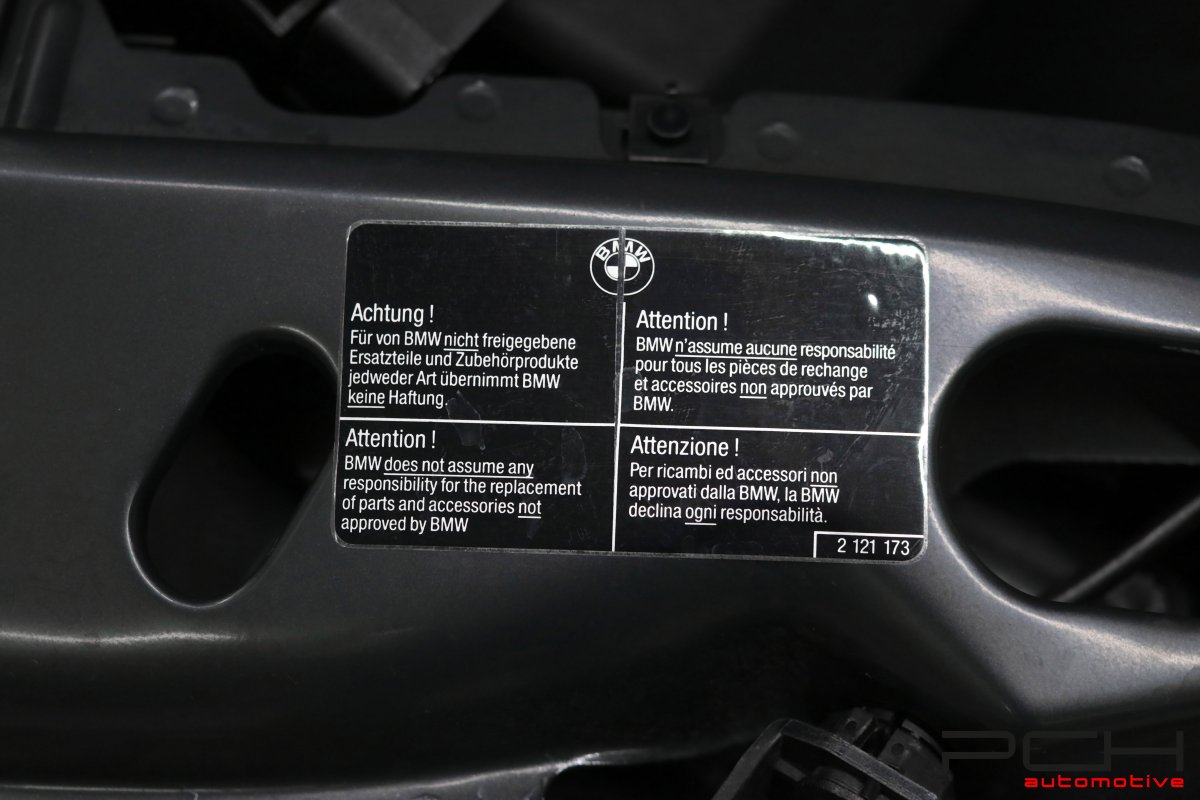 BMW
Achtung !
Für von BMW nicht freigegebene
Ersatzteile und Zubehörprodukte
jedweder Art übernimmt BMW
keine Haftung.
Attention !
BMW n'assume aucune responsabilité
pour tous les pièces de rechange
et accessoires non approuvés par
BMW.
Attention !
BMW does not assume any
responsibility for the replacement
of parts and accessories not
approved by BMW
Attenzione !
Per ricambi ed accessori non
approvati dalla BMW, la BMW
declina ogni responsabilità.
2 121 173
PCH
automotive